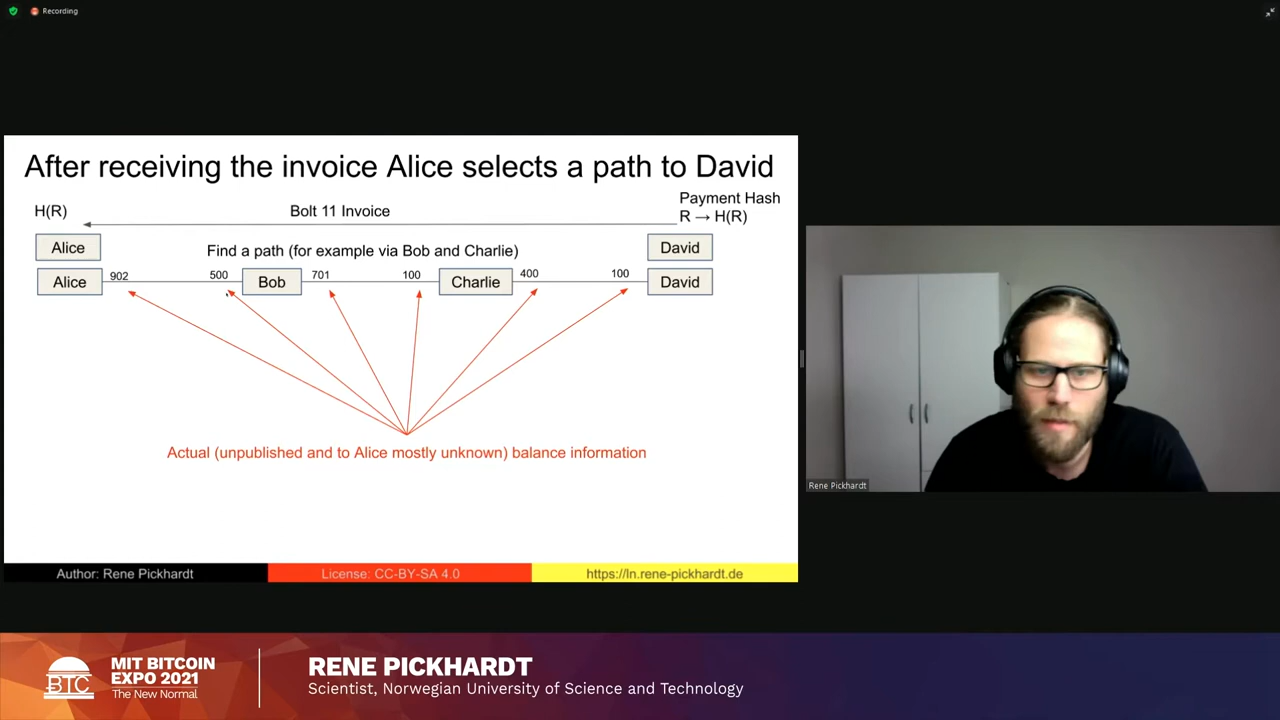 Recording
After receiving the invoice Alice selects a path to David
Payment Hash
H(R)
Bolt 11 Invoice
R → H(R)
Alice
Find a path (for example via Bob and Charlie)
David
Alice
902
500
Bob
701
100
Charlie
400
100
David
Actual (unpublished and to Alice mostly unknown) balance information
Author: Rene Pickhardt
License: CC-BY-SA 4.0
https://ln.rene-pickhardt.de
Rene Pickhardt
BTC
MIT BITCOIN
EXPO 2021
The New Normal
RENE PICKHARDT
Scientist, Norwegian University of Science and Technology